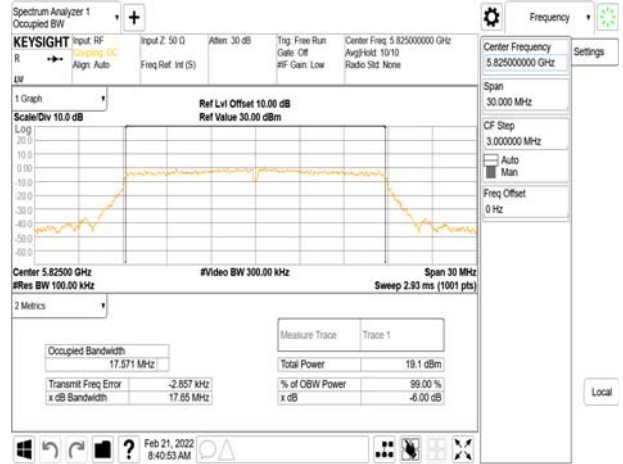 Spectrum Analyzer 1
Occupied BW
Frequency
KEYSIGHT
Input: RF
Coupling: DC
Align: Auto
Input Z: 50 Ω
Freq Ref: Int (S)
Atten: 30 dB
Trig: Free Run
Gate: Off
#IF Gain: Low
Center Freq: 5.825000000 GHz
Avg|Hold: 10/10
Radio Std: None
R
Center Frequency
5.825000000 GHz
Settings
Span
30.000 MHz
CF Step
3.000000 MHz
Auto
Man
Freq Offset
0 Hz
1 Graph
Scale/Div 10.0 dB
Ref Lvl Offset 10.00 dB
Ref Value 30.00 dBm
Log
20.0
10.0
0.00
-10.0
-20.0
-30.0
-40.0
-50.0
-60.0
Center 5.82500 GHz
#Video BW 300.00 kHz
Span 30 MHz
#Res BW 100.00 kHz
Sweep 2.93 ms (1001 pts)
2 Metrics
Measure Trace
Trace 1
Occupied Bandwidth
17.571 MHz
Total Power
19.1 dBm
Transmit Freq Error
-2.857 kHz
% of OBW Power
99.00 %
x dB Bandwidth
17.65 MHz
x dB
-6.00 dB
Local
Feb 21, 2022
8:40:53 AM